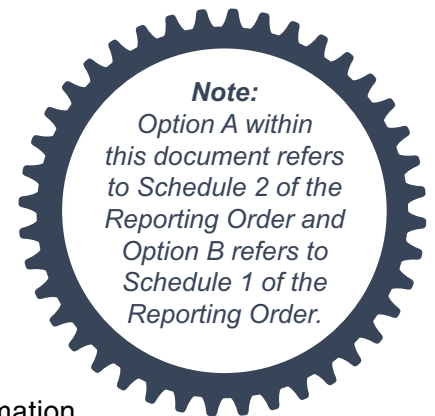 Note:
Option A within
this document refers
to Schedule 2 of the
Reporting Order and
Option B refers to
Schedule 1 of the
Reporting Order.